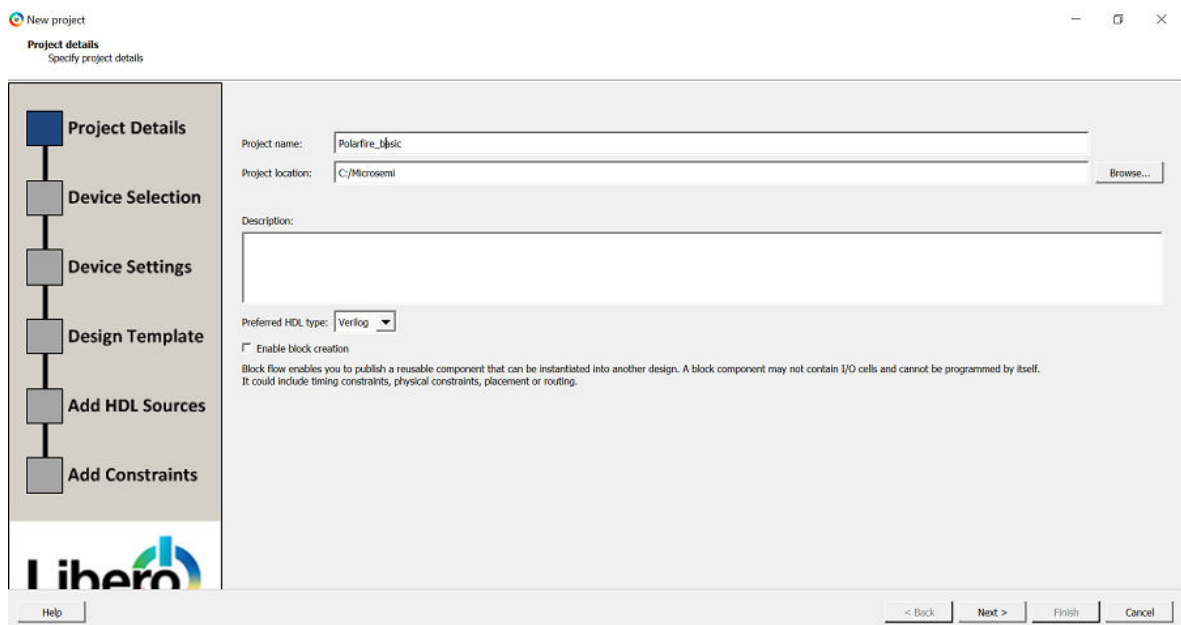 New project
Project details
Specify project details
Project Details
Device Selection
Device Settings
Design Template
Add HDL Sources
Add Constraints
Libero
Project name: Polarfire_basic
Project location: C:/Microsemi Browse...
Description:
Preferred HDL type: Verilog
Enable block creation
Block flow enables you to publish a reusable component that can be instantiated into another design. A block component may not contain I/O cells and cannot be programmed by itself.
It could include timing constraints, physical constraints, placement or routing.
Help < Back Next > Finish Cancel